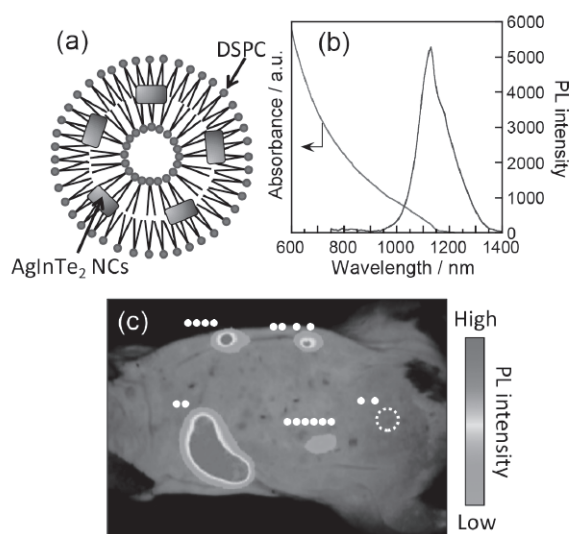 (a)
DSPC
AgInTe₂ NCs
(b)
Absorbance / a.u.
PL intensity
6000
5000
4000
3000
2000
1000
0
600
800
1000
1200
1400
Wavelength / nm
(c)
High
PL intensity
Low